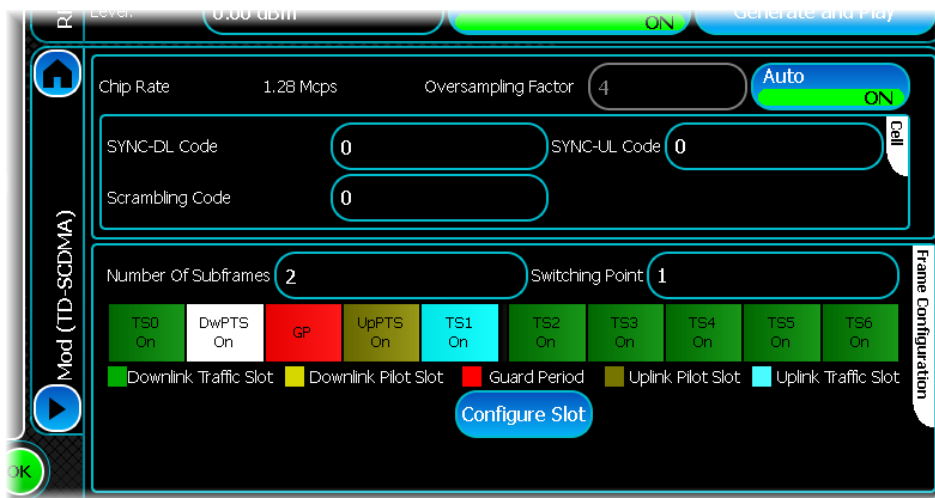 RF
Level:
0.00 dBm
ON
Generate and Play
Chip Rate
1.28 Mcps
Oversampling Factor
4
Auto
ON
SYNC-DL Code
0
SYNC-UL Code
0
Cell
Scrambling Code
0
Mod (TD-SCDMA)
Number Of Subframes
2
Switching Point
1
Frame Configuration
TS0
On
DwPTS
On
GP
UpPTS
On
TS1
On
TS2
On
TS3
On
TS4
On
TS5
On
TS6
On
Downlink Traffic Slot
Downlink Pilot Slot
Guard Period
Uplink Pilot Slot
Uplink Traffic Slot
Configure Slot
OK